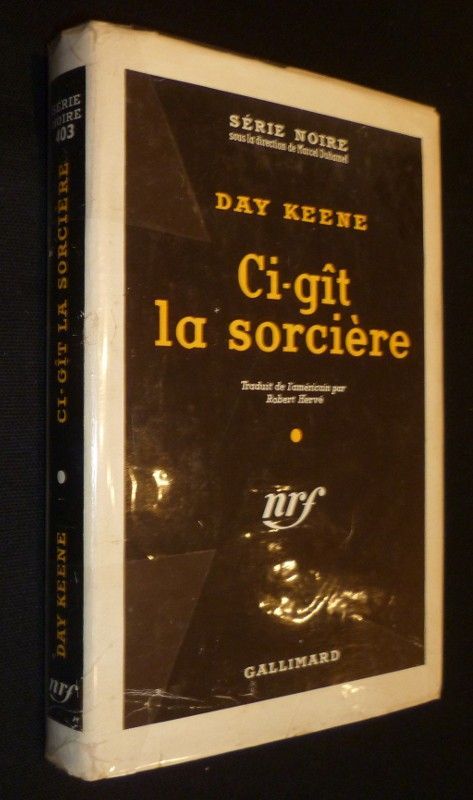 SÉRIE NOIRE
sous la direction de Marcel Duhamel
DAY KEENE
Ci-gît
la sorcière
Traduit de l'américain par
Robert Hervé
nrf
GALLIMARD
SÉRIE
NOIRE
403
CI-GÎT LA SORCIÈRE
DAY KEENE
nrf